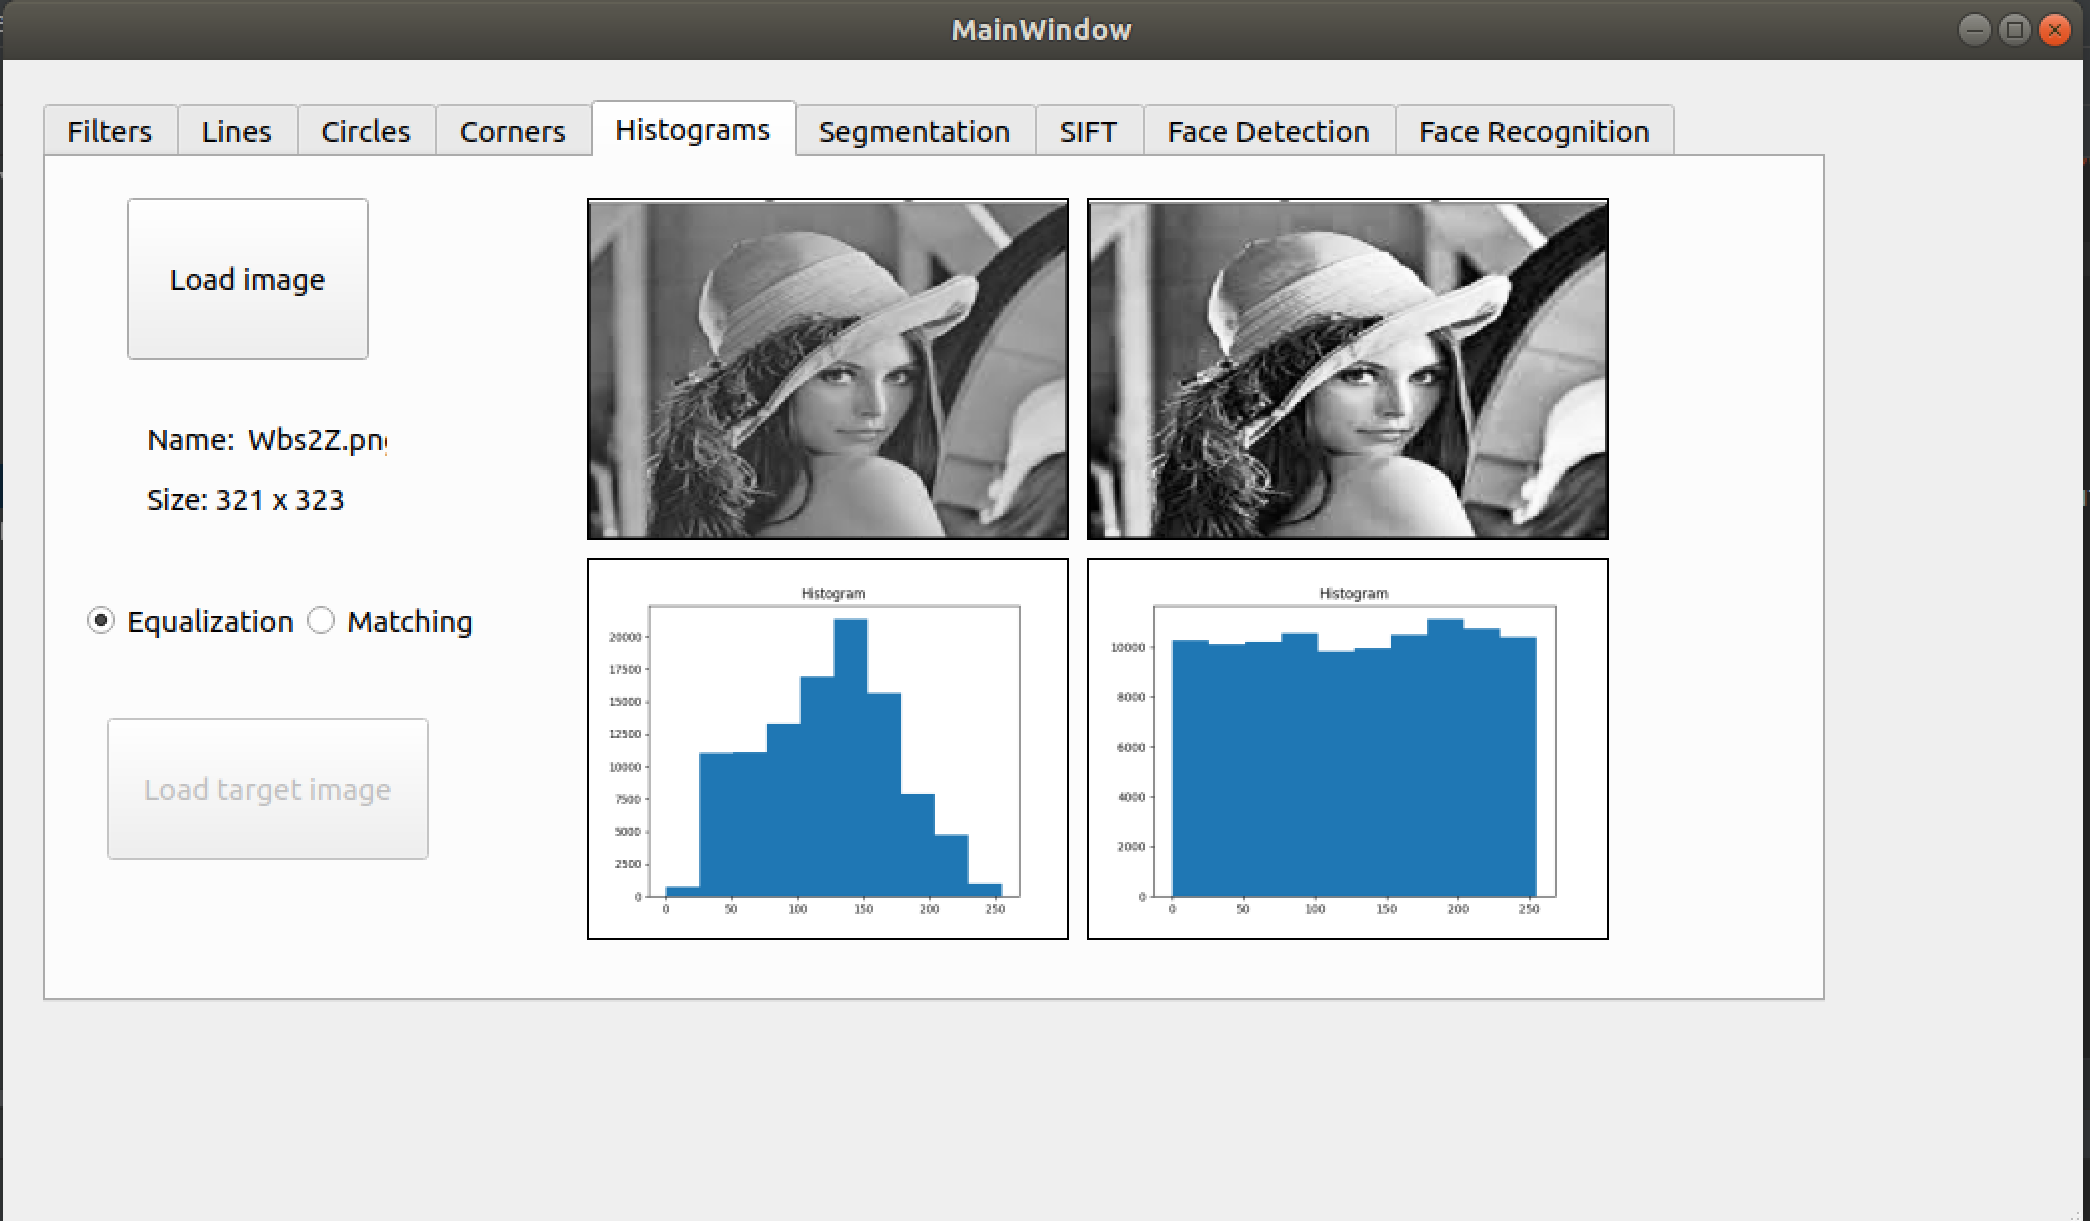 MainWindow
Filters Lines Circles Corners Histograms Segmentation SIFT Face Detection Face Recognition
Load image
Name: Wbs2Z.png
Size: 321 x 323
Equalization Matching
Load target image
Histogram
20000
17500
15000
12500
10000
7500
5000
2500
0
0 50 100 150 200 250
Histogram
10000
8000
6000
4000
2000
0
0 50 100 150 200 250